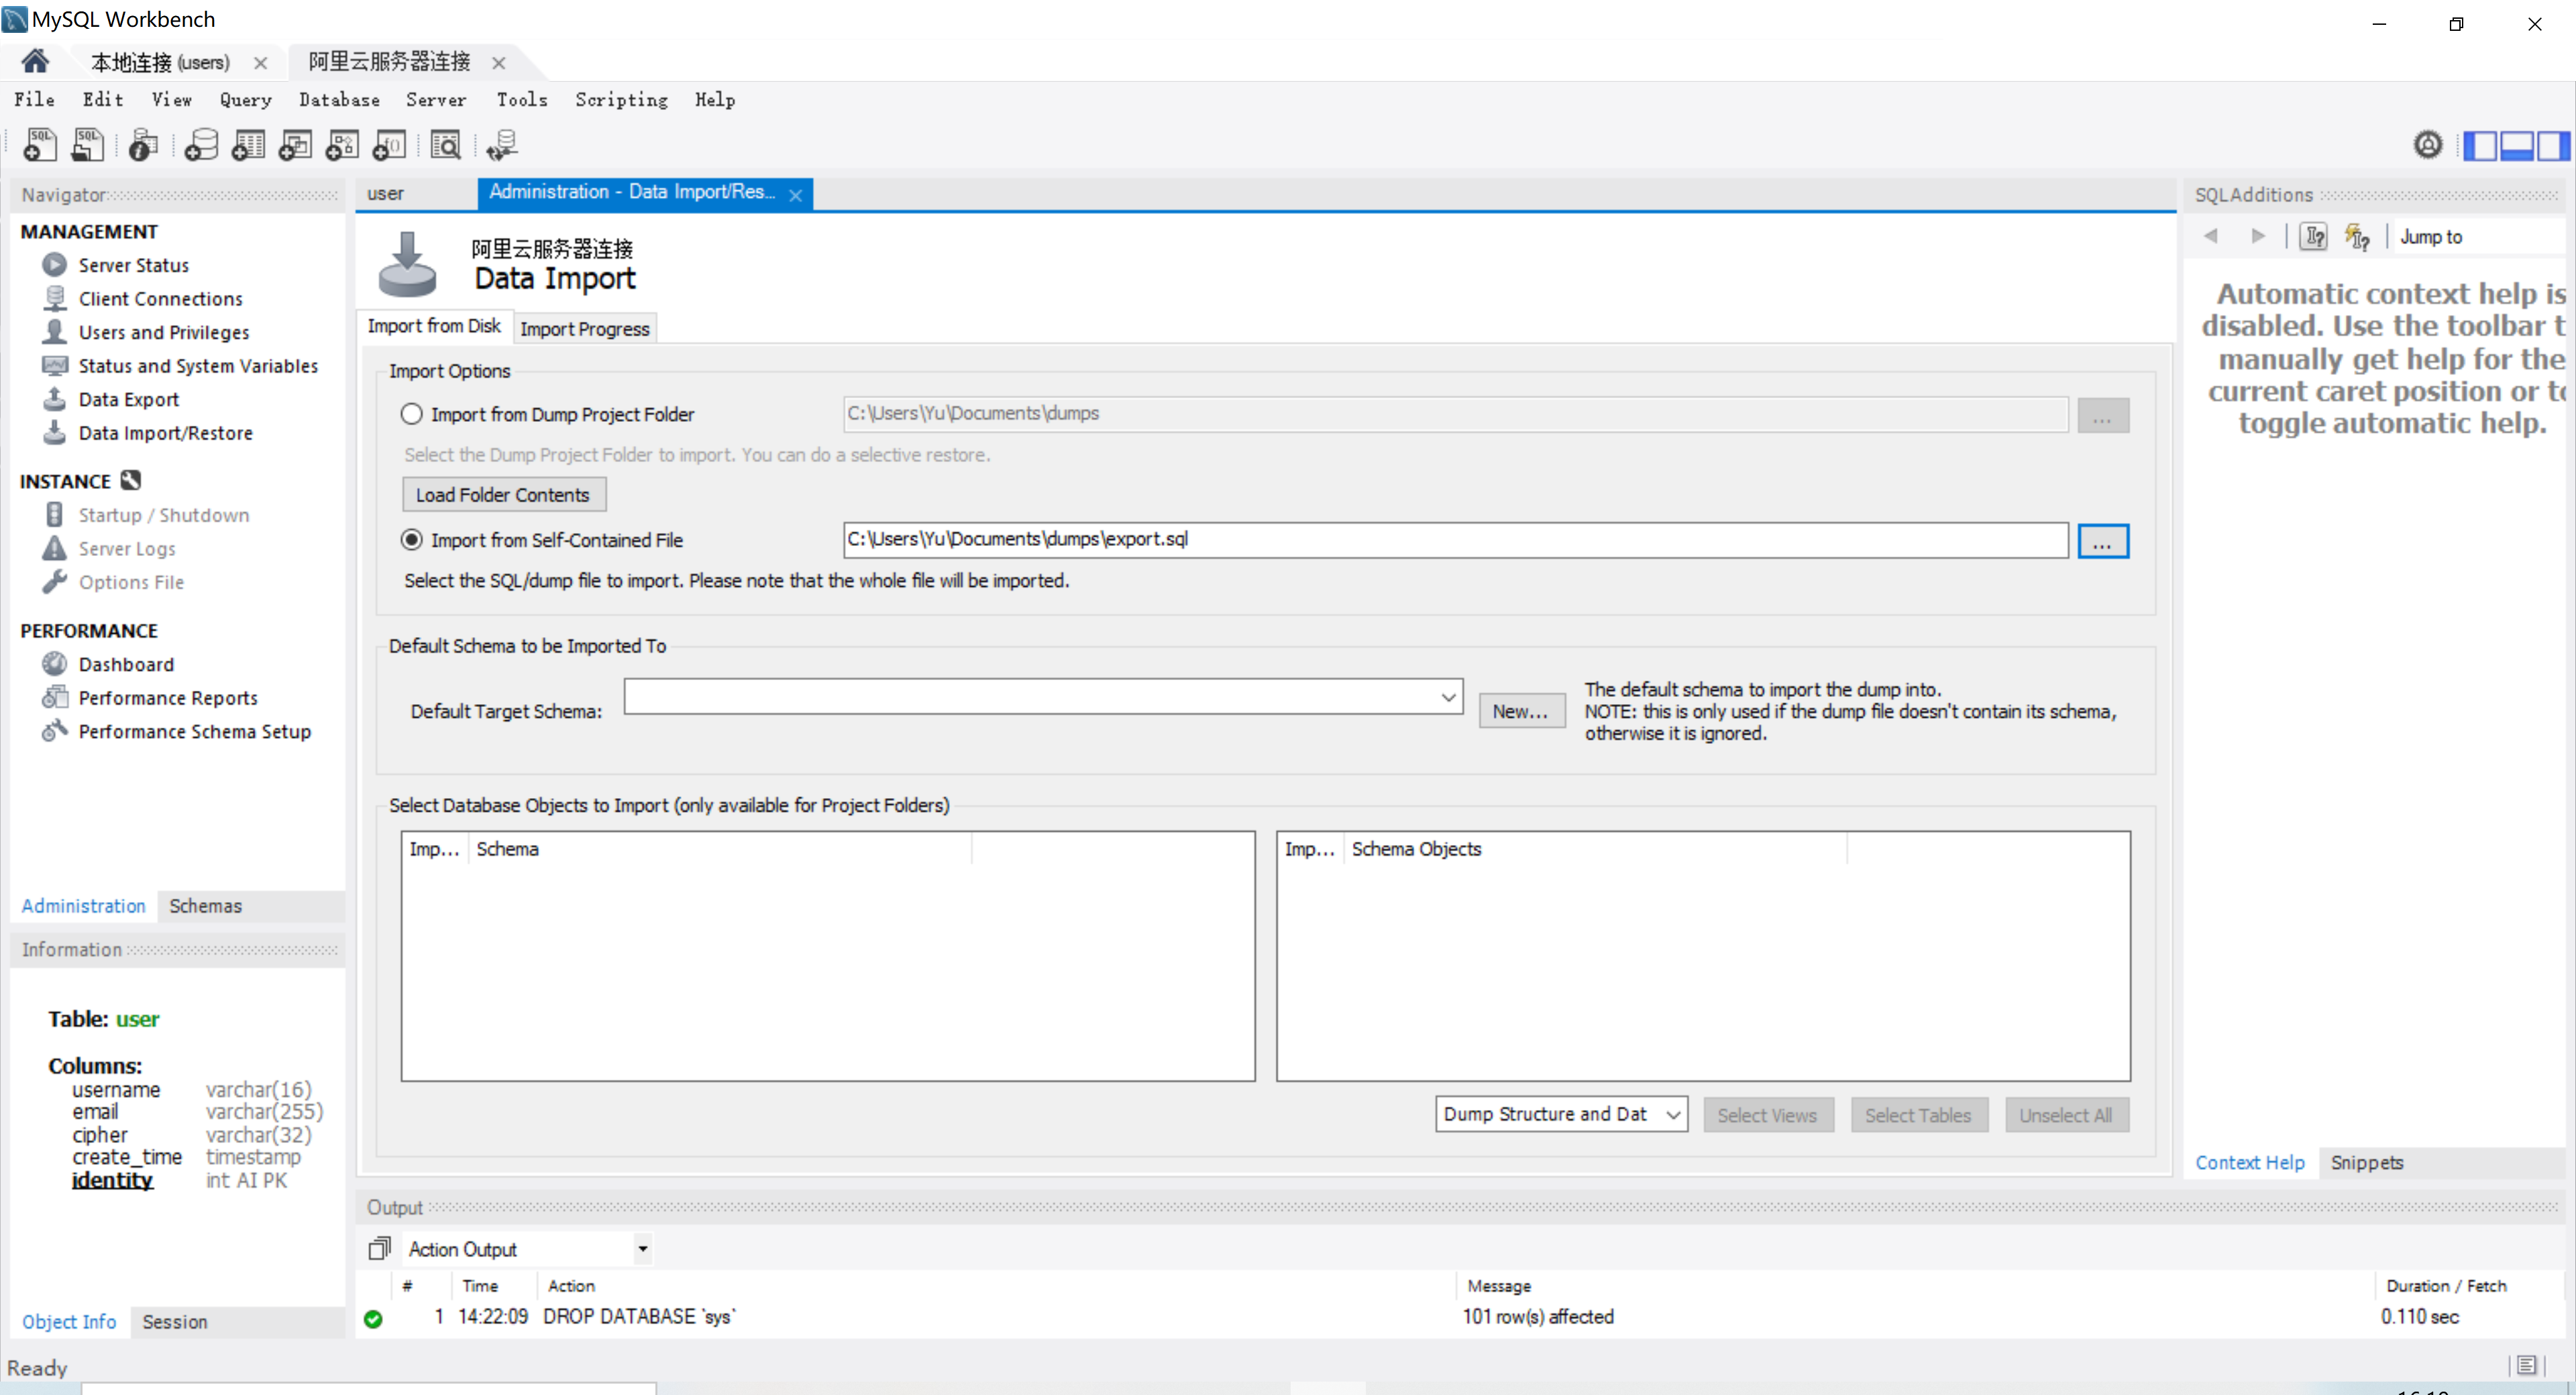 MySQL Workbench
本地连接 (users)
阿里云服务器连接
File Edit View Query Database Server Tools Scripting Help
Navigator
MANAGEMENT
Server Status
Client Connections
Users and Privileges
Status and System Variables
Data Export
Data Import/Restore
INSTANCE
Startup / Shutdown
Server Logs
Options File
PERFORMANCE
Dashboard
Performance Reports
Performance Schema Setup
Administration Schemas
Information
Table: user
Columns:
username varchar(16)
email varchar(255)
cipher varchar(32)
create_time timestamp
identity int AI PK
Object Info Session
user
Administration - Data Import/Res...
阿里云服务器连接
Data Import
Import from Disk
Import Progress
Import Options
Import from Dump Project Folder C:\Users\Yu\Documents\dumps ...
Select the Dump Project Folder to import. You can do a selective restore.
Load Folder Contents
Import from Self-Contained File C:\Users\Yu\Documents\dumps\export.sql ...
Select the SQL/dump file to import. Please note that the whole file will be imported.
Default Schema to be Imported To
Default Target Schema: New...
The default schema to import the dump into.
NOTE: this is only used if the dump file doesn't contain its schema,
otherwise it is ignored.
Select Database Objects to Import (only available for Project Folders)
Imp... Schema
Imp... Schema Objects
Dump Structure and Dat Select Views Select Tables Unselect All
Output
Action Output
# Time Action Message Duration / Fetch
1 14:22:09 DROP DATABASE `sys` 101 row(s) affected 0.110 sec
SQLAdditions
Jump to
Automatic context help is
disabled. Use the toolbar t
manually get help for the
current caret position or to
toggle automatic help.
Context Help Snippets
Ready